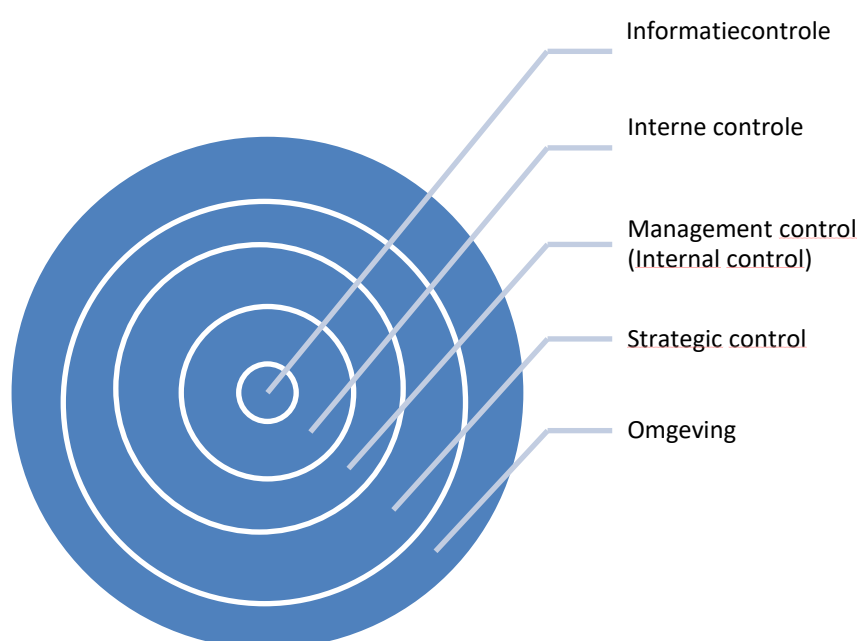 Informatiecontrole
Interne controle
Management control
(Internal control)
Strategic control
Omgeving